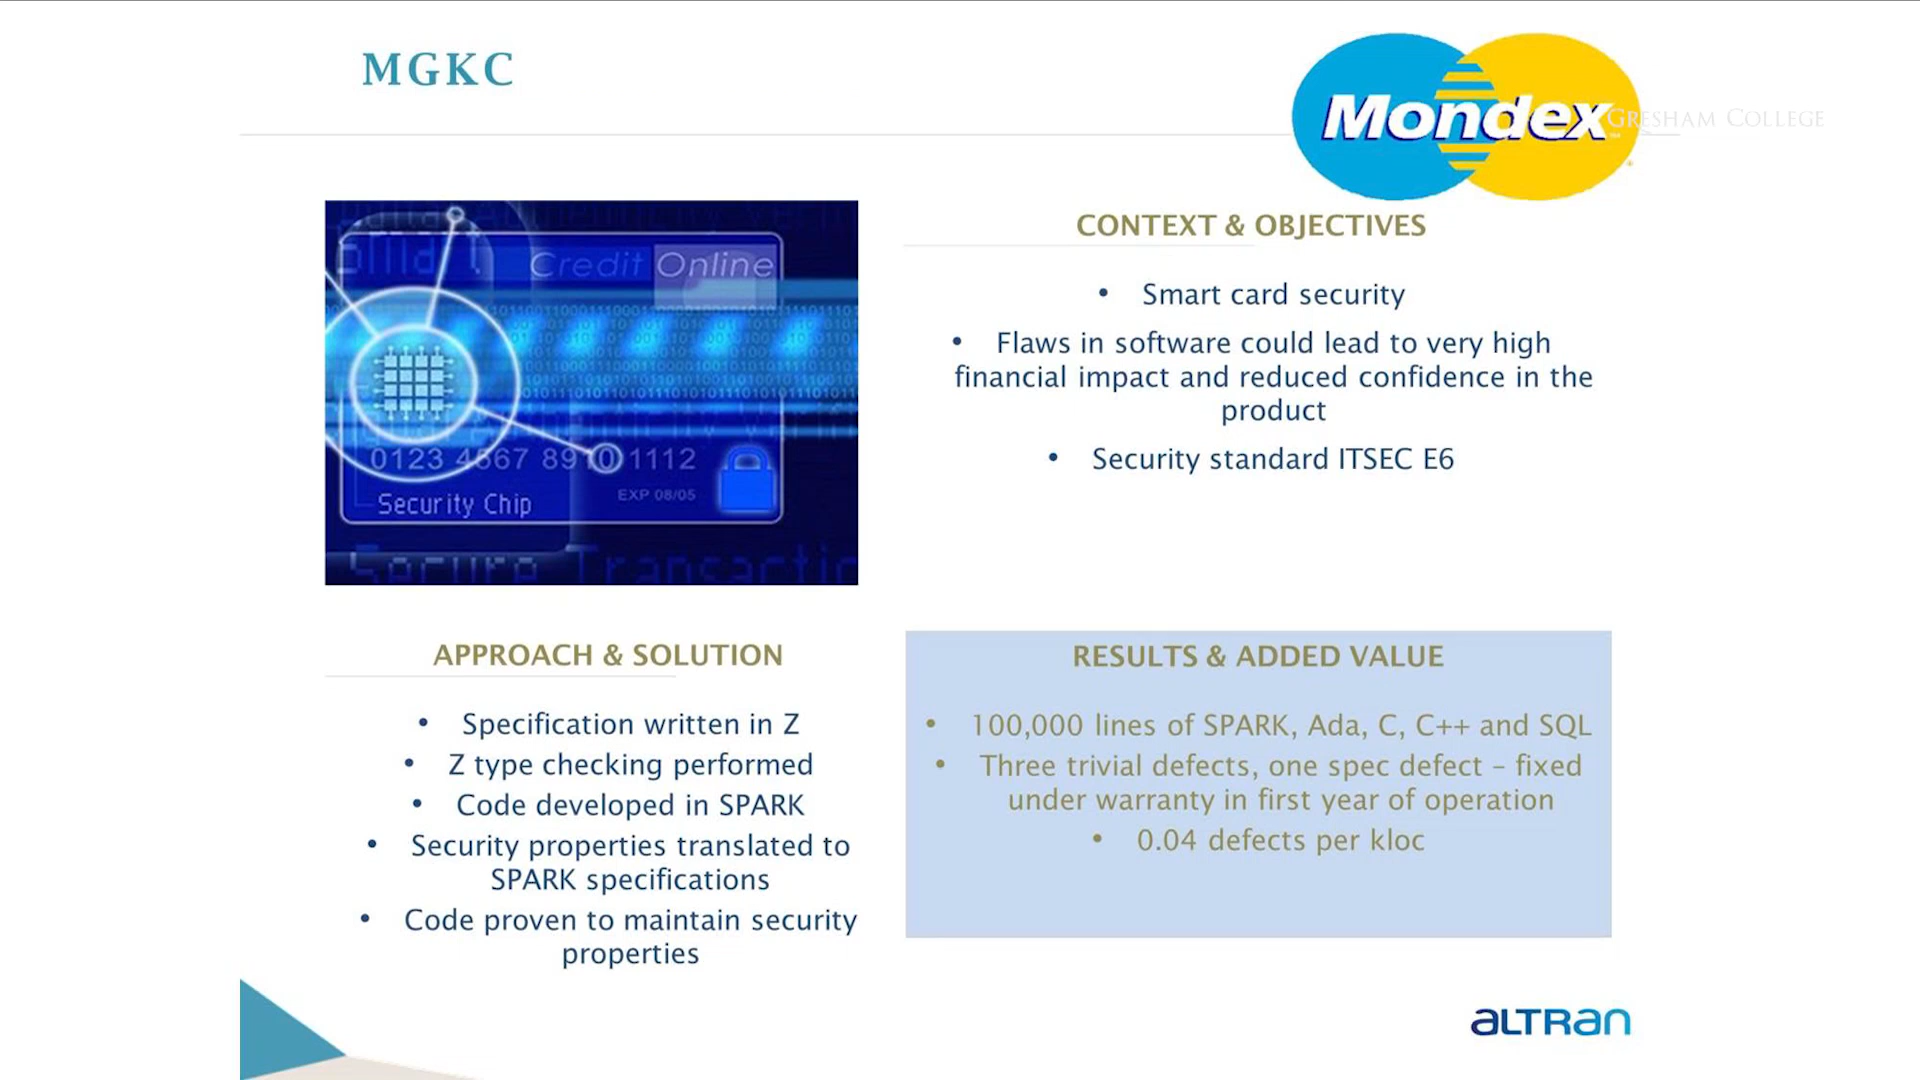 MGKC
Mondex
GRESHAM COLLEGE
Credit Online
0123 4567 8910 1112
EXP 08/05
Security Chip
CONTEXT & OBJECTIVES
• Smart card security
• Flaws in software could lead to very high
financial impact and reduced confidence in the
product
• Security standard ITSEC E6
APPROACH & SOLUTION
• Specification written in Z
• Z type checking performed
• Code developed in SPARK
• Security properties translated to
SPARK specifications
• Code proven to maintain security
properties
RESULTS & ADDED VALUE
• 100,000 lines of SPARK, Ada, C, C++ and SQL
• Three trivial defects, one spec defect – fixed
under warranty in first year of operation
• 0.04 defects per kloc
ALTRAN